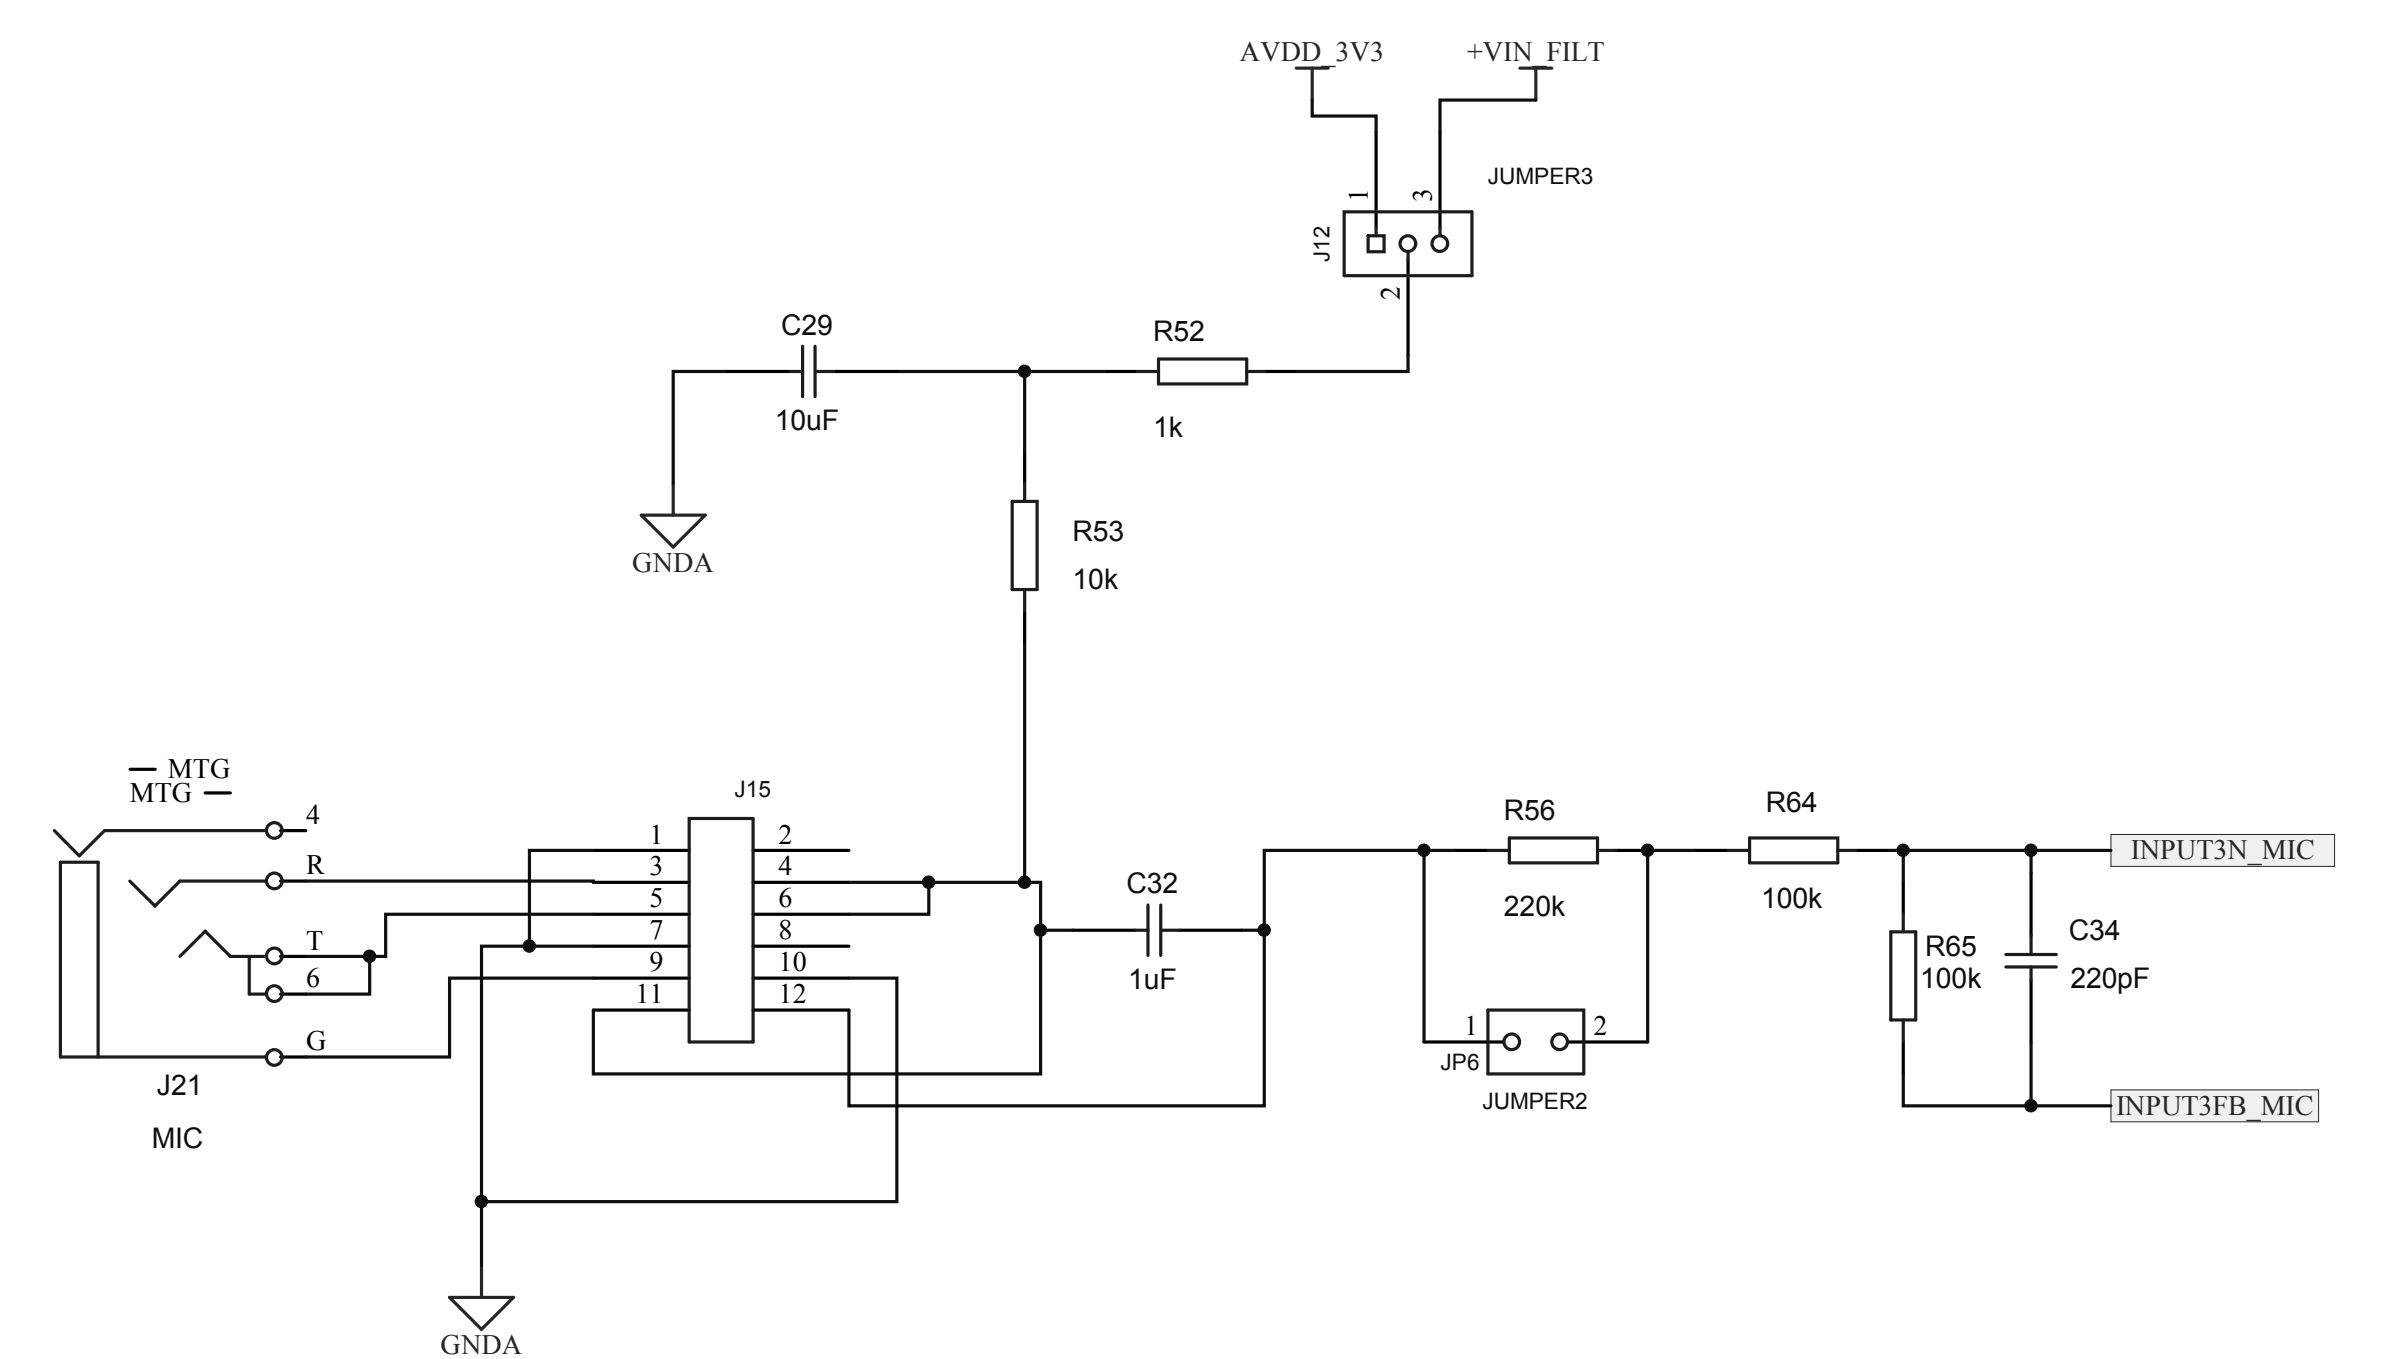 AVDD_3V3
+VIN_FILT
JUMPER3
1
3
J12
2
C29
10uF
R52
1k
GNDA
R53
10k
MTG
MTG
J15
4
R
T
6
G
J21
MIC
1
3
5
7
9
11
2
4
6
8
10
12
C32
1uF
R56
220k
1
2
JP6
JUMPER2
R64
100k
R65
100k
C34
220pF
INPUT3N_MIC
INPUT3FB_MIC
GNDA